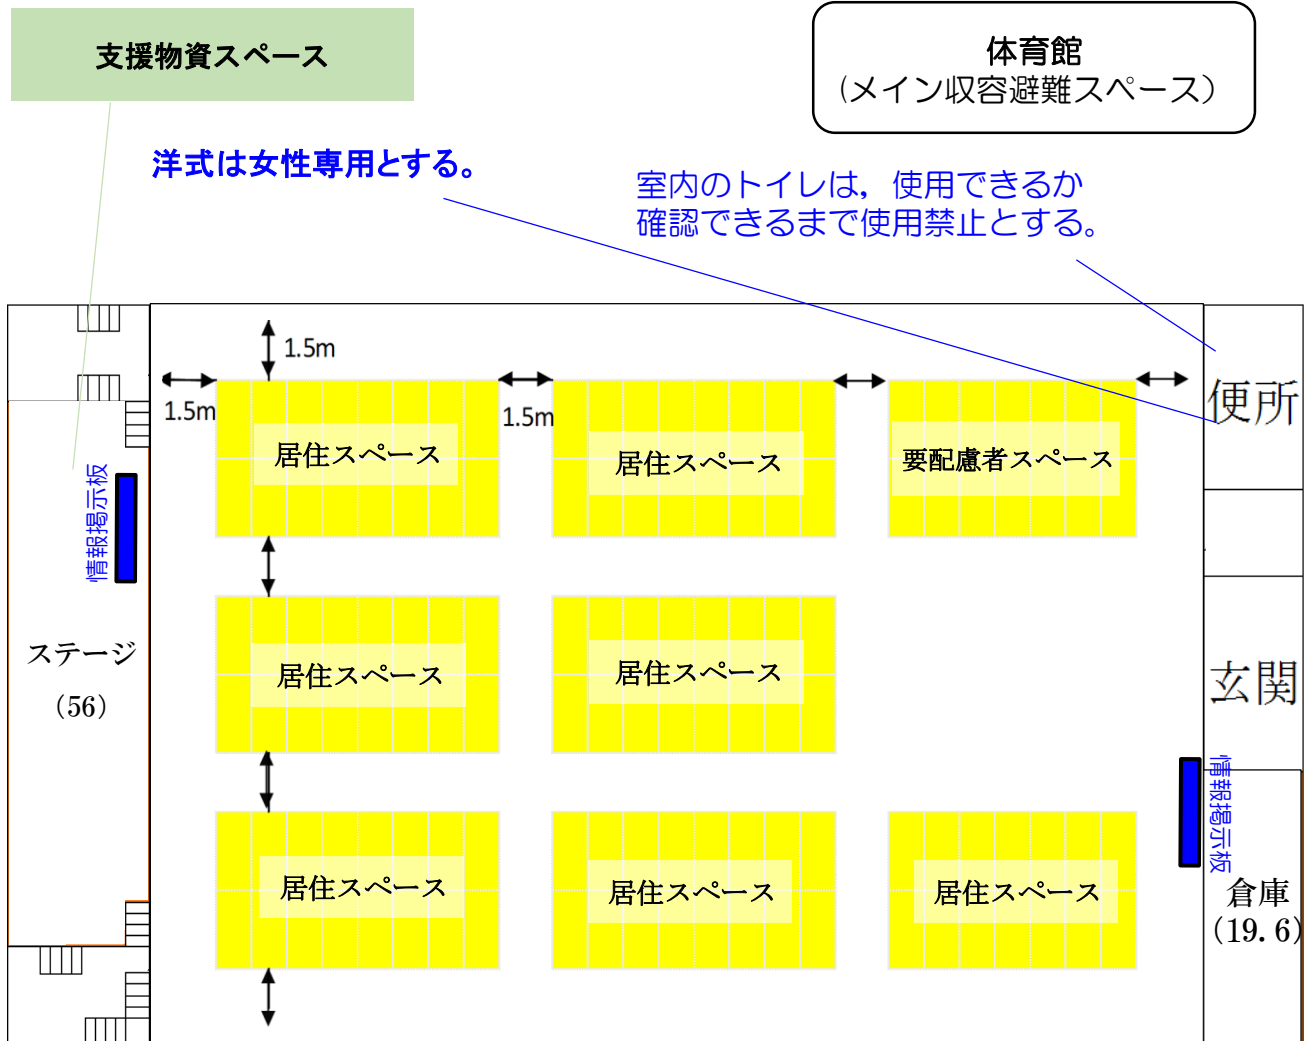 支援物資スペース
体育館
(メイン収容避難スペース）
洋式は女性専用とする。
室内のトイレは，使用できるか
確認できるまで使用禁止とする。
1.5m
1.5m
1.5m
便所
居住スペース
居住スペース
要配慮者スペース
情報掲示板
ステージ
（56）
居住スペース
居住スペース
玄関
情報掲示板
居住スペース
居住スペース
居住スペース
倉庫
（19.6）